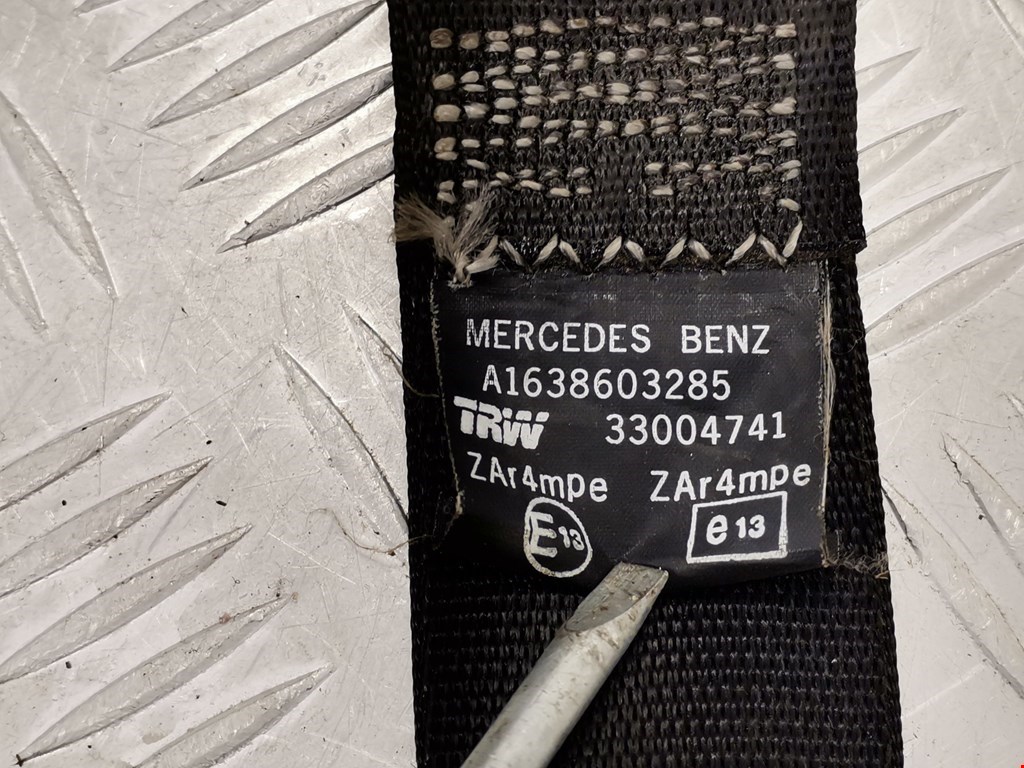 MERCEDES BENZ
A1638603285
TRW 33004741
ZAr4mpe ZAr4mpe
E13 e13